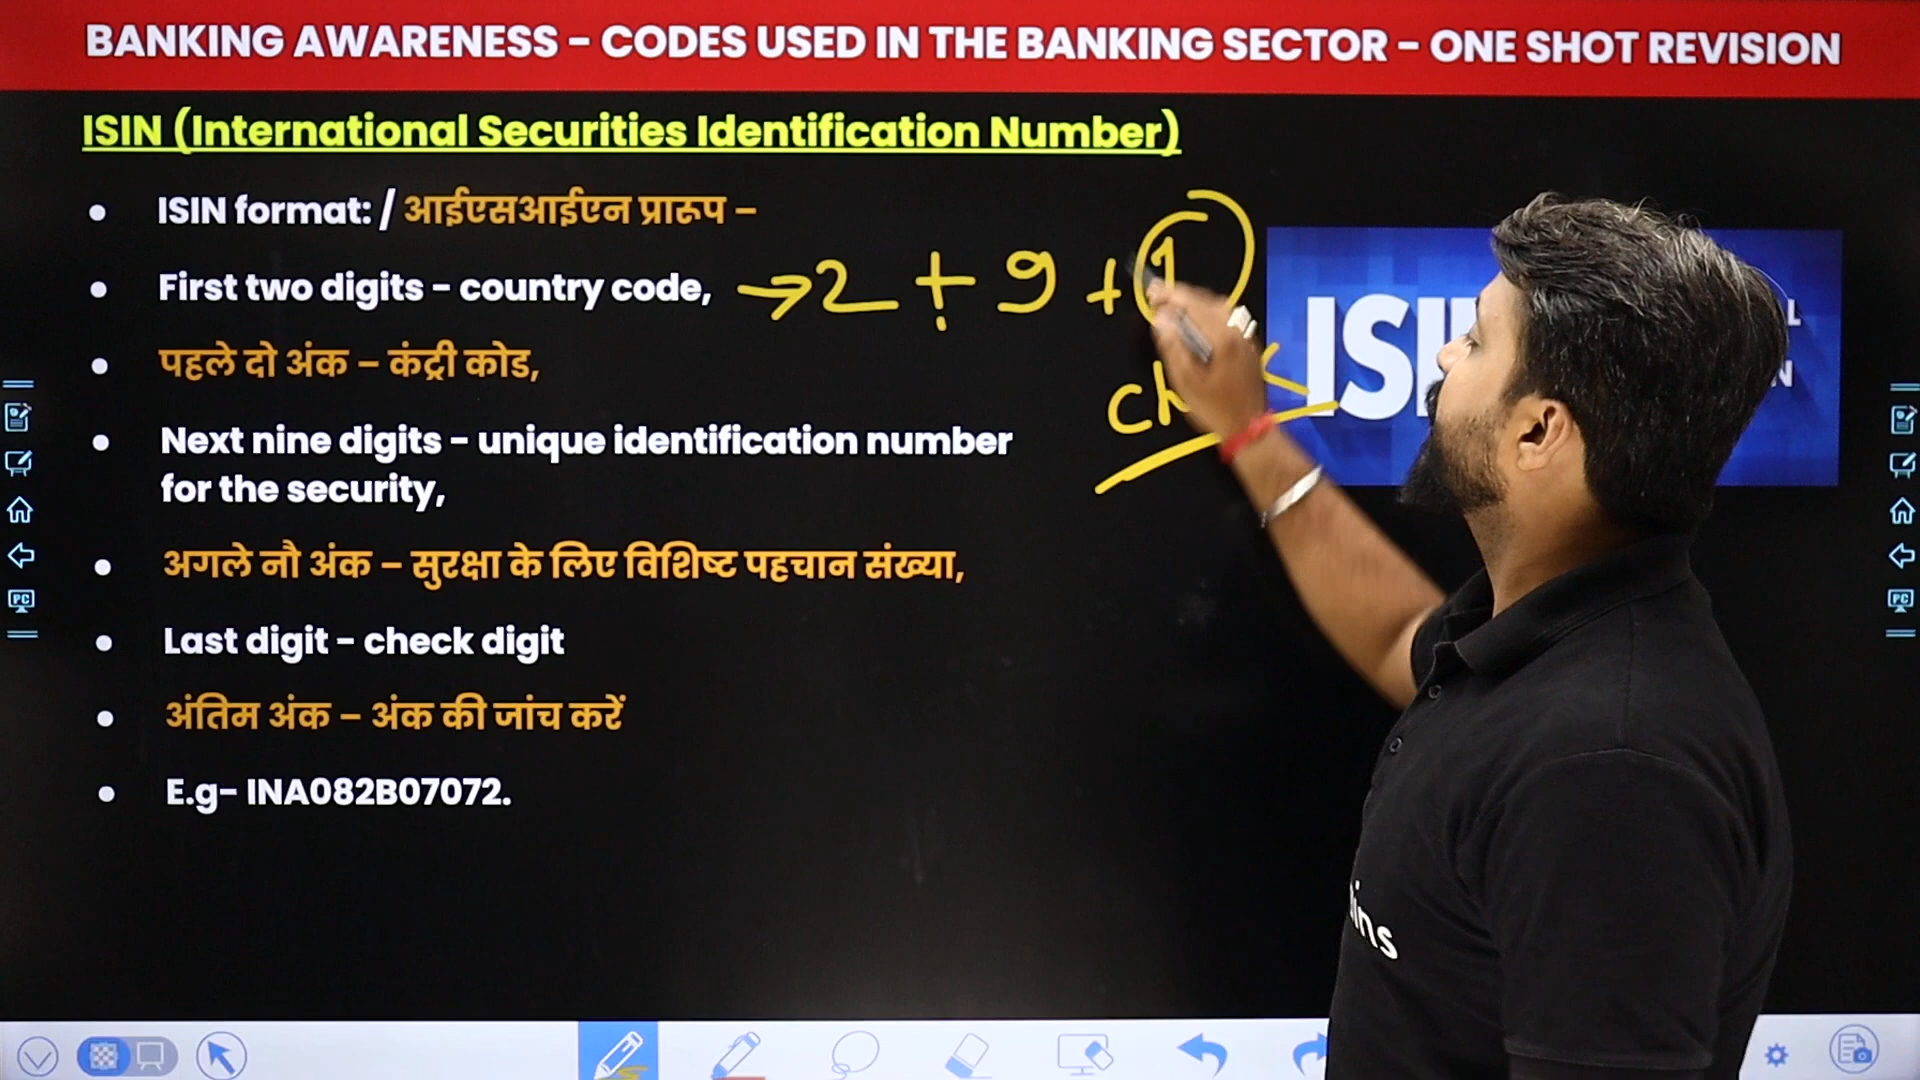 BANKING AWARENESS – CODES USED IN THE BANKING SECTOR – ONE SHOT REVISION
ISIN (International Securities Identification Number)
ISIN format: / आईएसआईएन प्रारूप –
First two digits – country code,
→ 2 + 9 + 1
पहले दो अंक – कंट्री कोड,
Next nine digits – unique identification number
for the security,
अगले नौ अंक – सुरक्षा के लिए विशिष्ट पहचान संख्या,
Last digit – check digit
अंतिम अंक – अंक की जांच करें
E.g– INA082B07072.
PC
PC